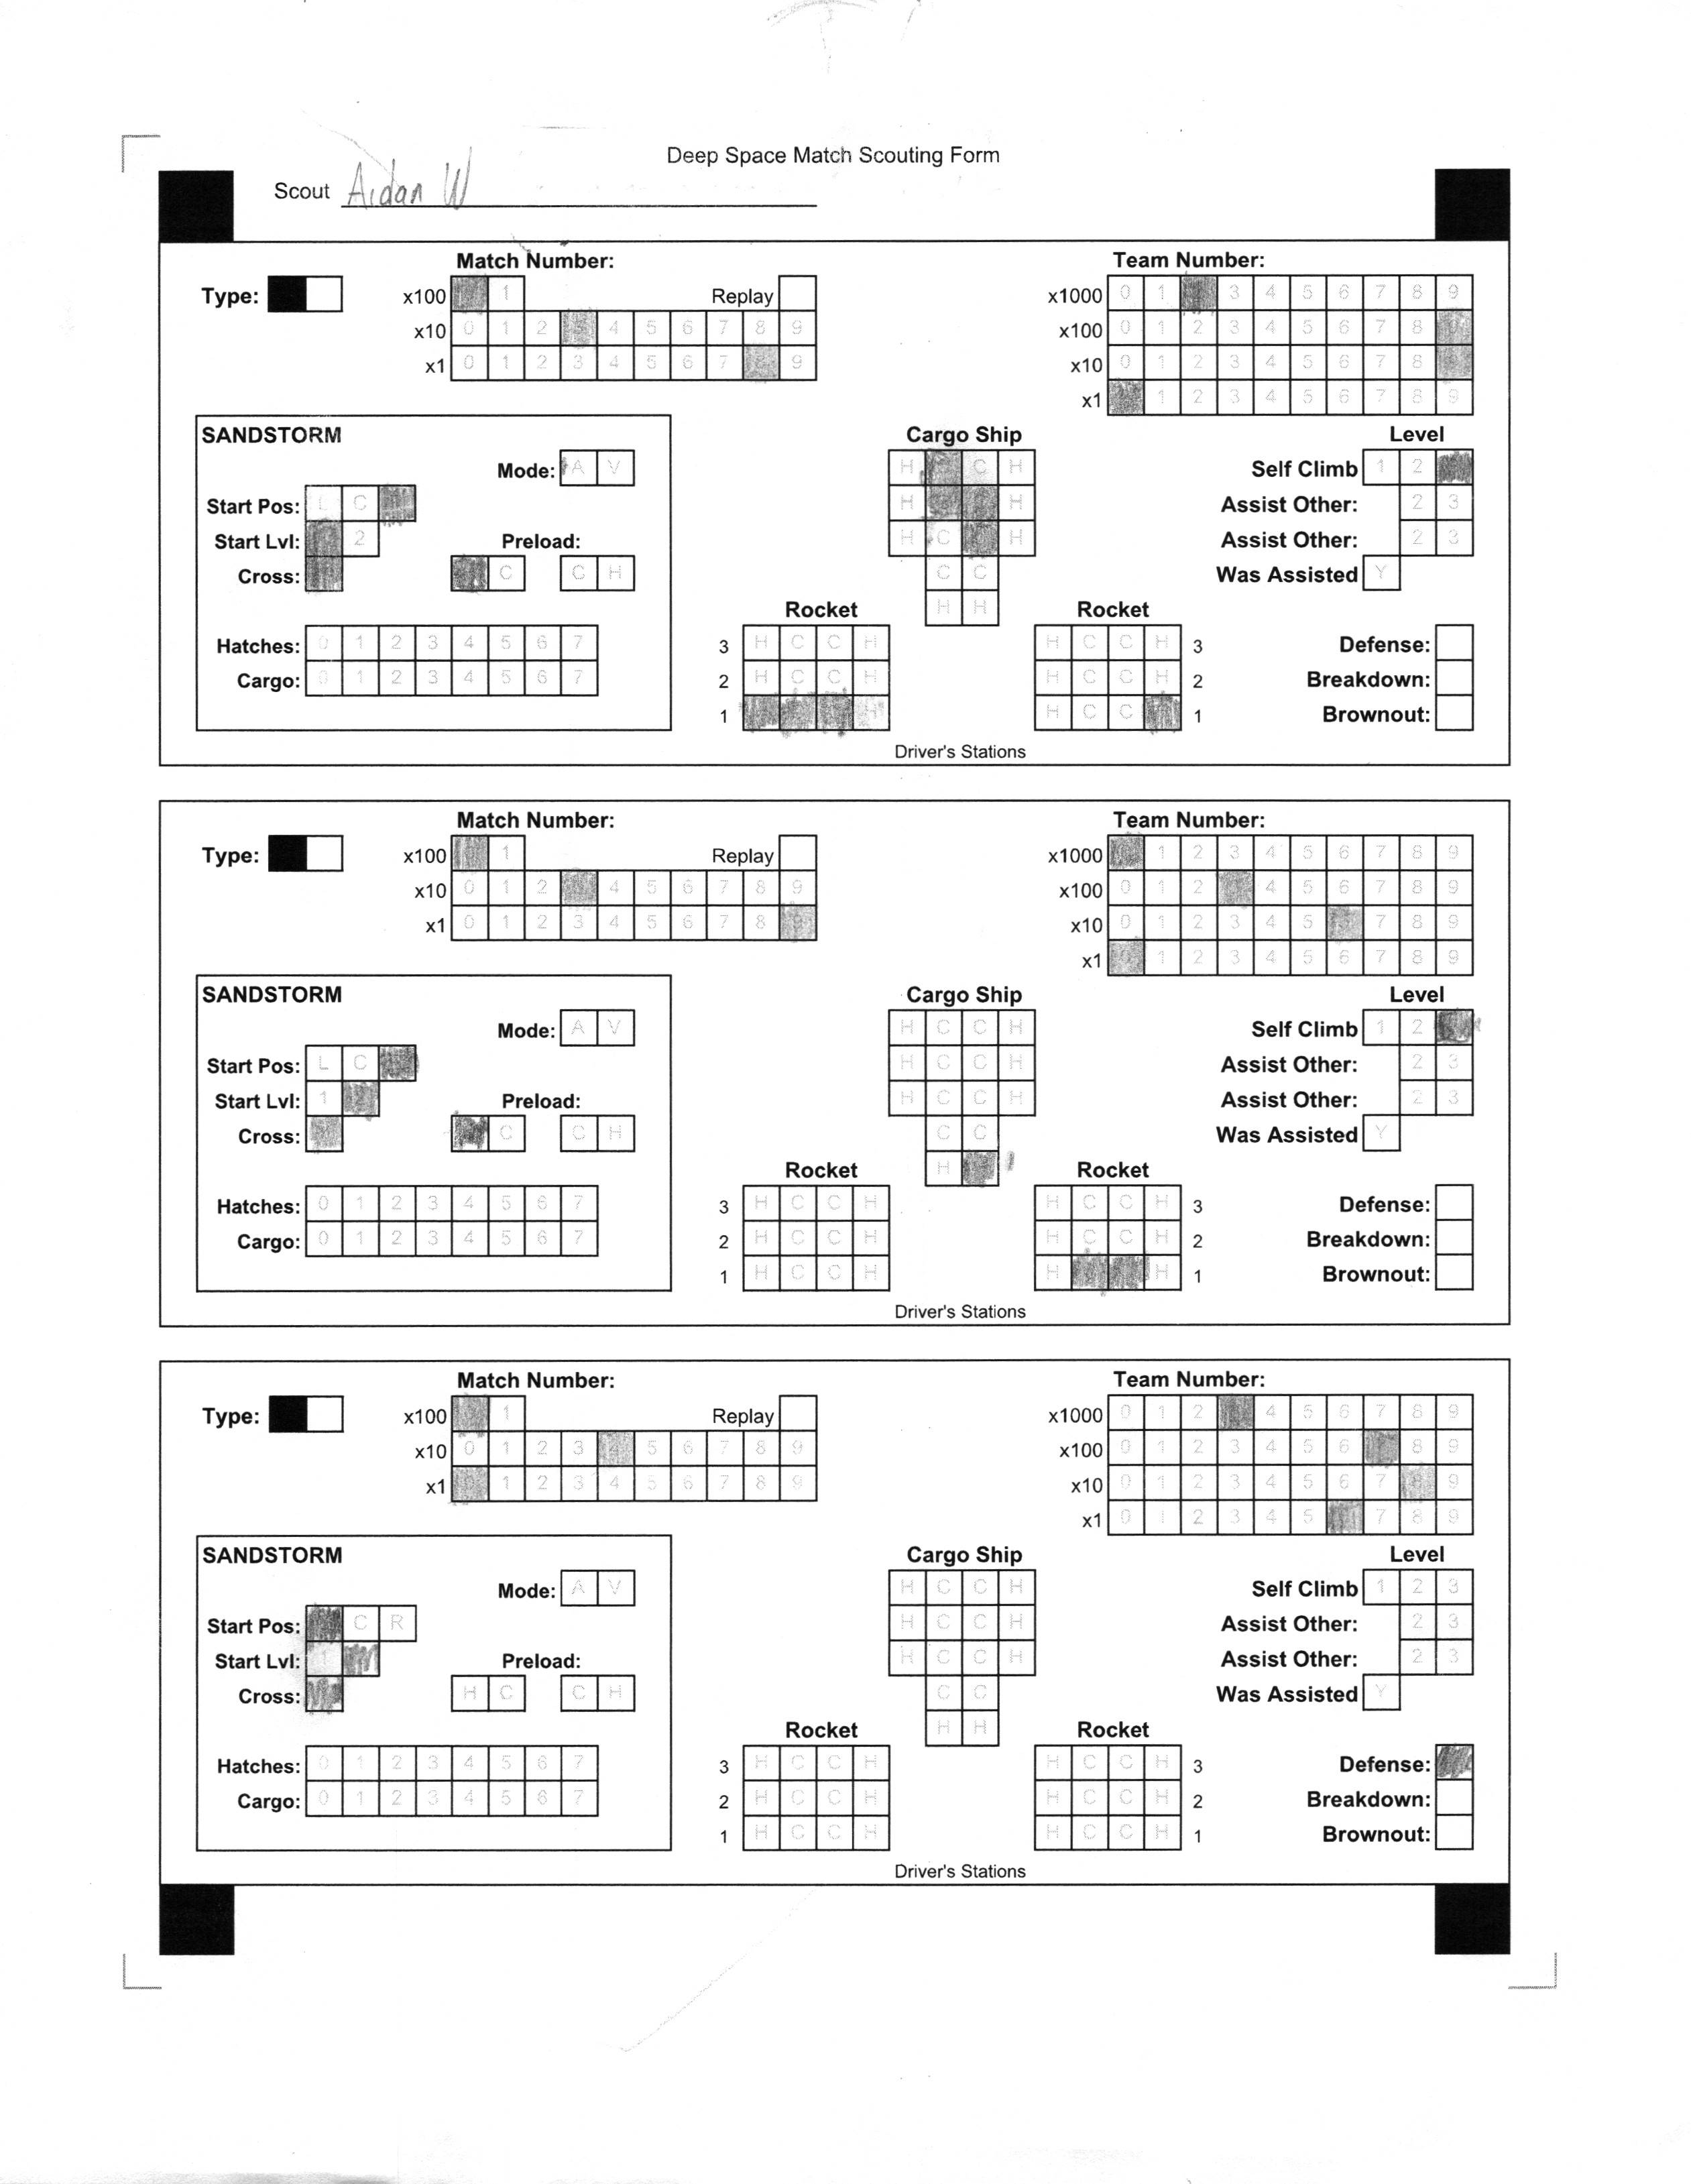 Deep Space Match Scouting Form
Scout Aidan W
Match Number: Team Number:
Type: x100 1 Replay x1000 0 1 3 4 5 6 7 8 9
x10 0 1 2 4 5 6 7 8 9 x100 0 1 2 3 4 5 6 7 8
x1 0 1 2 3 4 5 6 7 9 x10 0 1 2 3 4 5 6 7 8
x1 1 2 3 4 5 6 7 8 9
SANDSTORM Cargo Ship Level
Mode: A V H C H Self Climb 1 2
Start Pos: L C H H Assist Other: 2 3
Start Lvl: 2 Preload: H C H Assist Other: 2 3
Cross: C C H C C Was Assisted Y
Rocket H H Rocket
Hatches: 0 1 2 3 4 5 6 7 3 H C C H H C C H 3 Defense:
Cargo: 0 1 2 3 4 5 6 7 2 H C C H H C C H 2 Breakdown:
1 H H C C 1 Brownout:
Driver's Stations
Match Number: Team Number:
Type: x100 1 Replay x1000 1 2 3 4 5 6 7 8 9
x10 0 1 2 4 5 6 7 8 9 x100 0 1 2 4 5 6 7 8 9
x1 0 1 2 3 4 5 6 7 8 x10 0 1 2 3 4 5 7 8 9
x1 1 2 3 4 5 6 7 8 9
SANDSTORM Cargo Ship Level
Mode: A V H C C H Self Climb 1 2
Start Pos: L C H C C H Assist Other: 2 3
Start Lvl: 1 Preload: H C C H Assist Other: 2 3
Cross: C C H C C Was Assisted Y
Rocket H Rocket
Hatches: 0 1 2 3 4 5 6 7 3 H C C H H C C H 3 Defense:
Cargo: 0 1 2 3 4 5 6 7 2 H C C H H C C H 2 Breakdown:
1 H C C H H H 1 Brownout:
Driver's Stations
Match Number: Team Number:
Type: x100 1 Replay x1000 0 1 2 4 5 6 7 8 9
x10 0 1 2 3 5 6 7 8 9 x100 0 1 2 3 4 5 6 8 9
x1 1 2 3 4 5 6 7 8 9 x10 0 1 2 3 4 5 6 7 8 9
x1 0 1 2 3 4 5 7 8 9
SANDSTORM Cargo Ship Level
Mode: A V H C C H Self Climb 1 2 3
Start Pos: C R H C C H Assist Other: 2 3
Start Lvl: 1 Preload: H C C H Assist Other: 2 3
Cross: H C C H C C Was Assisted Y
Rocket H H Rocket
Hatches: 0 1 2 3 4 5 6 7 3 H C C H H C C H 3 Defense:
Cargo: 0 1 2 3 4 5 6 7 2 H C C H H C C H 2 Breakdown:
1 H C C H H C C H 1 Brownout:
Driver's Stations